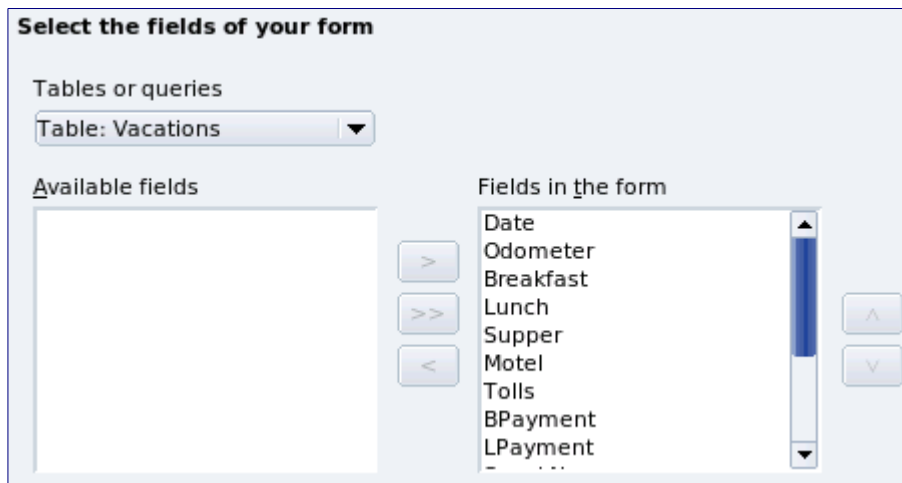 Select the fields of your form
Tables or queries
Table: Vacations
Available fields
Fields in the form
Date
Odometer
Breakfast
Lunch
Supper
Motel
Tolls
BPayment
LPayment
>
>>
<
^
v